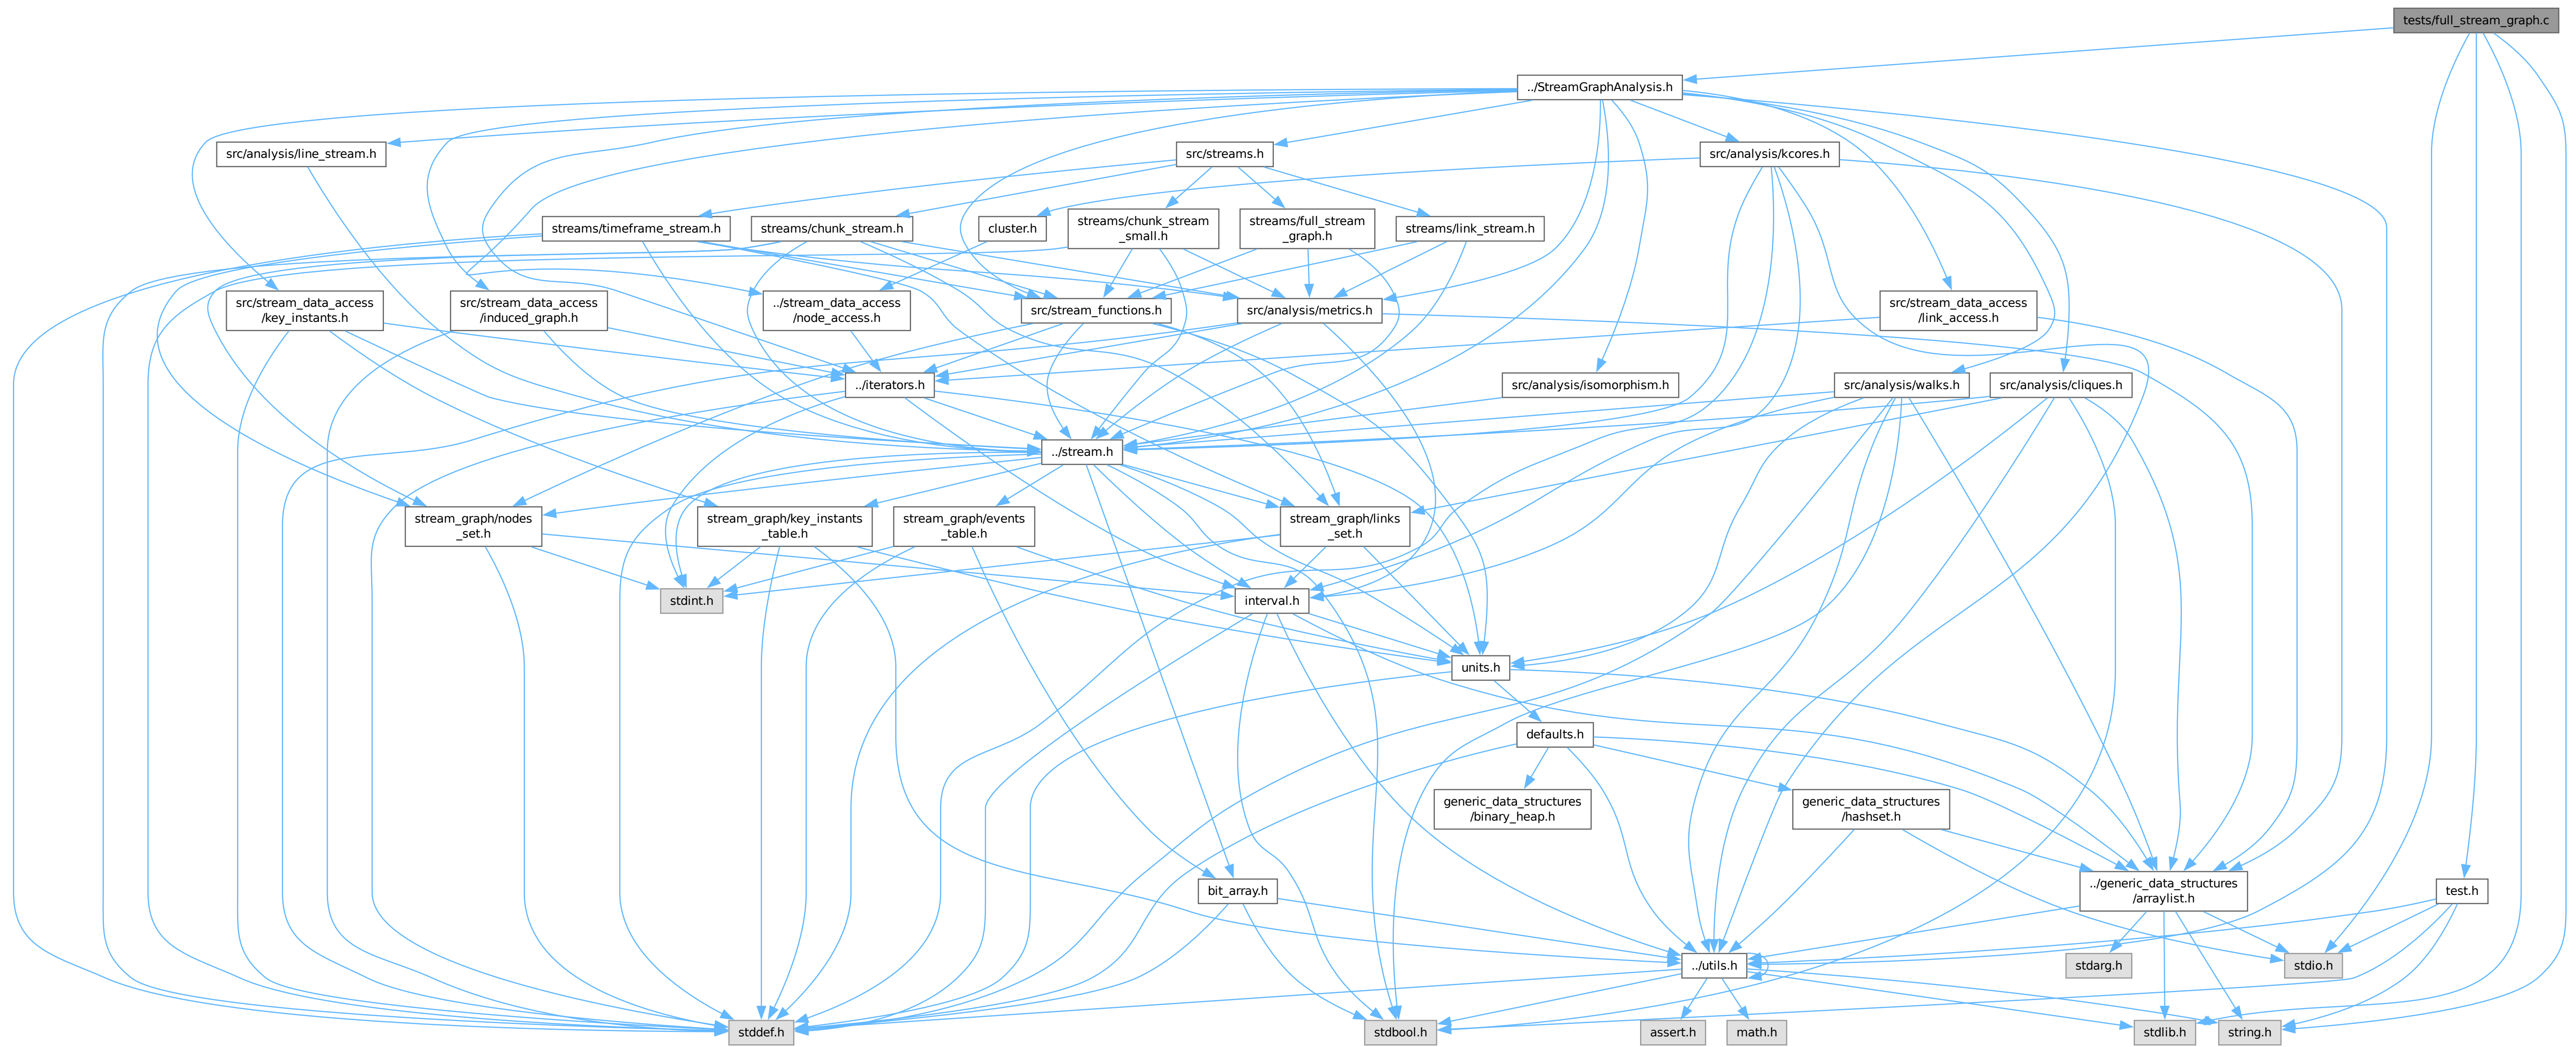 tests/full_stream_graph.c
../StreamGraphAnalysis.h
src/analysis/line_stream.h
src/streams.h
src/analysis/kcores.h
streams/timeframe_stream.h
streams/chunk_stream.h
cluster.h
streams/chunk_stream
_small.h
streams/full_stream
_graph.h
streams/link_stream.h
src/stream_data_access
/key_instants.h
src/stream_data_access
/induced_graph.h
../stream_data_access
/node_access.h
src/stream_functions.h
src/analysis/metrics.h
src/stream_data_access
/link_access.h
../iterators.h
src/analysis/isomorphism.h
src/analysis/walks.h
src/analysis/cliques.h
../stream.h
stream_graph/nodes
_set.h
stream_graph/key_instants
_table.h
stream_graph/events
_table.h
stream_graph/links
_set.h
stdint.h
interval.h
units.h
defaults.h
generic_data_structures
/binary_heap.h
generic_data_structures
/hashset.h
bit_array.h
../generic_data_structures
/arraylist.h
test.h
../utils.h
stdarg.h
stdio.h
stddef.h
stdbool.h
assert.h
math.h
stdlib.h
string.h